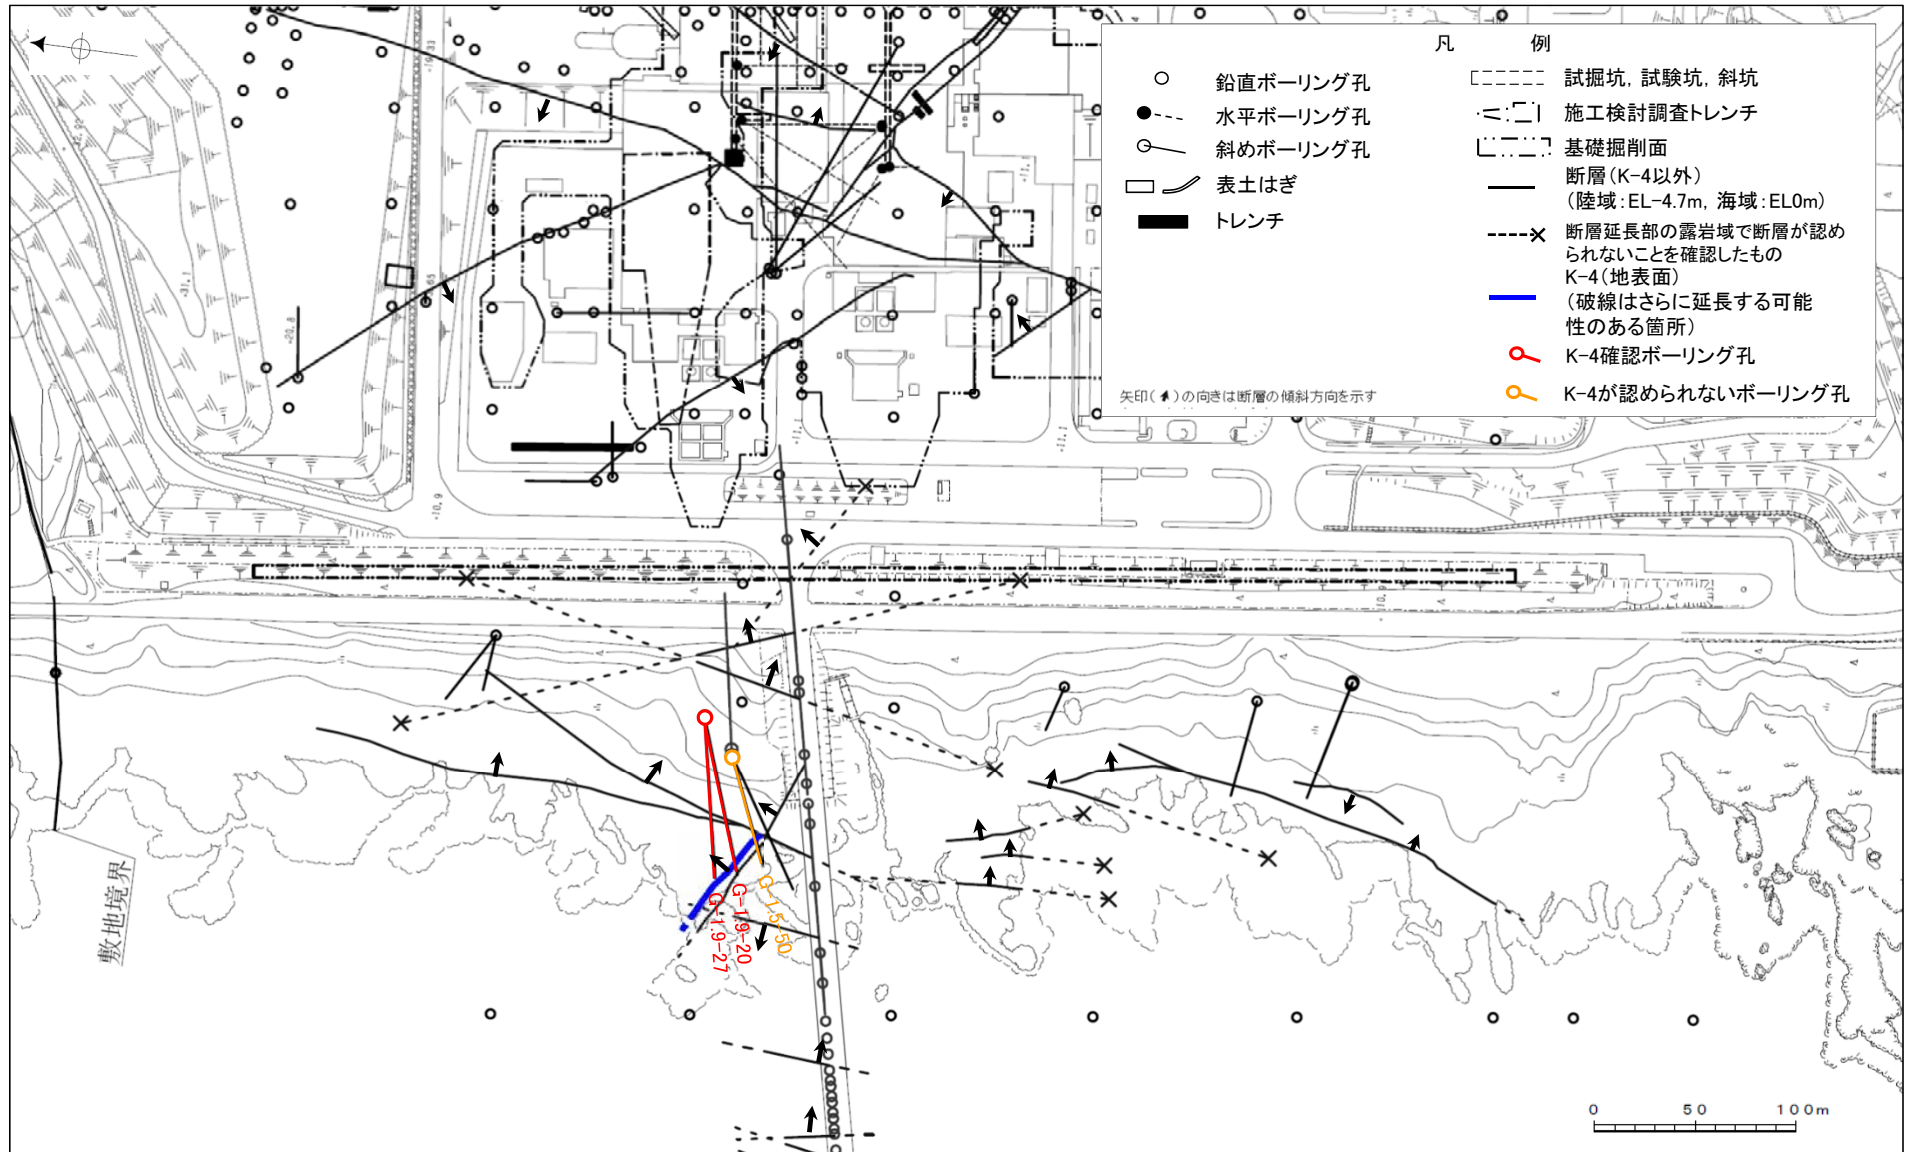 凡 例
鉛直ボーリング孔
水平ボーリング孔
斜めボーリング孔
表土はぎ
トレンチ
試掘坑, 試験坑, 斜坑
施工検討調査トレンチ
基礎掘削面
断層(K-4以外)
(陸域:EL-4.7m, 海域:EL0m)
断層延長部の露岩域で断層が認め
られないことを確認したもの
K-4(地表面)
(破線はさらに延長する可能
性のある箇所)
K-4確認ボーリング孔
K-4が認められないボーリング孔
矢印( )の向きは断層の傾斜方向を示す
敷地境界
G-1.9-27
G-1.9-20
G-1.5-50
0 50 100m